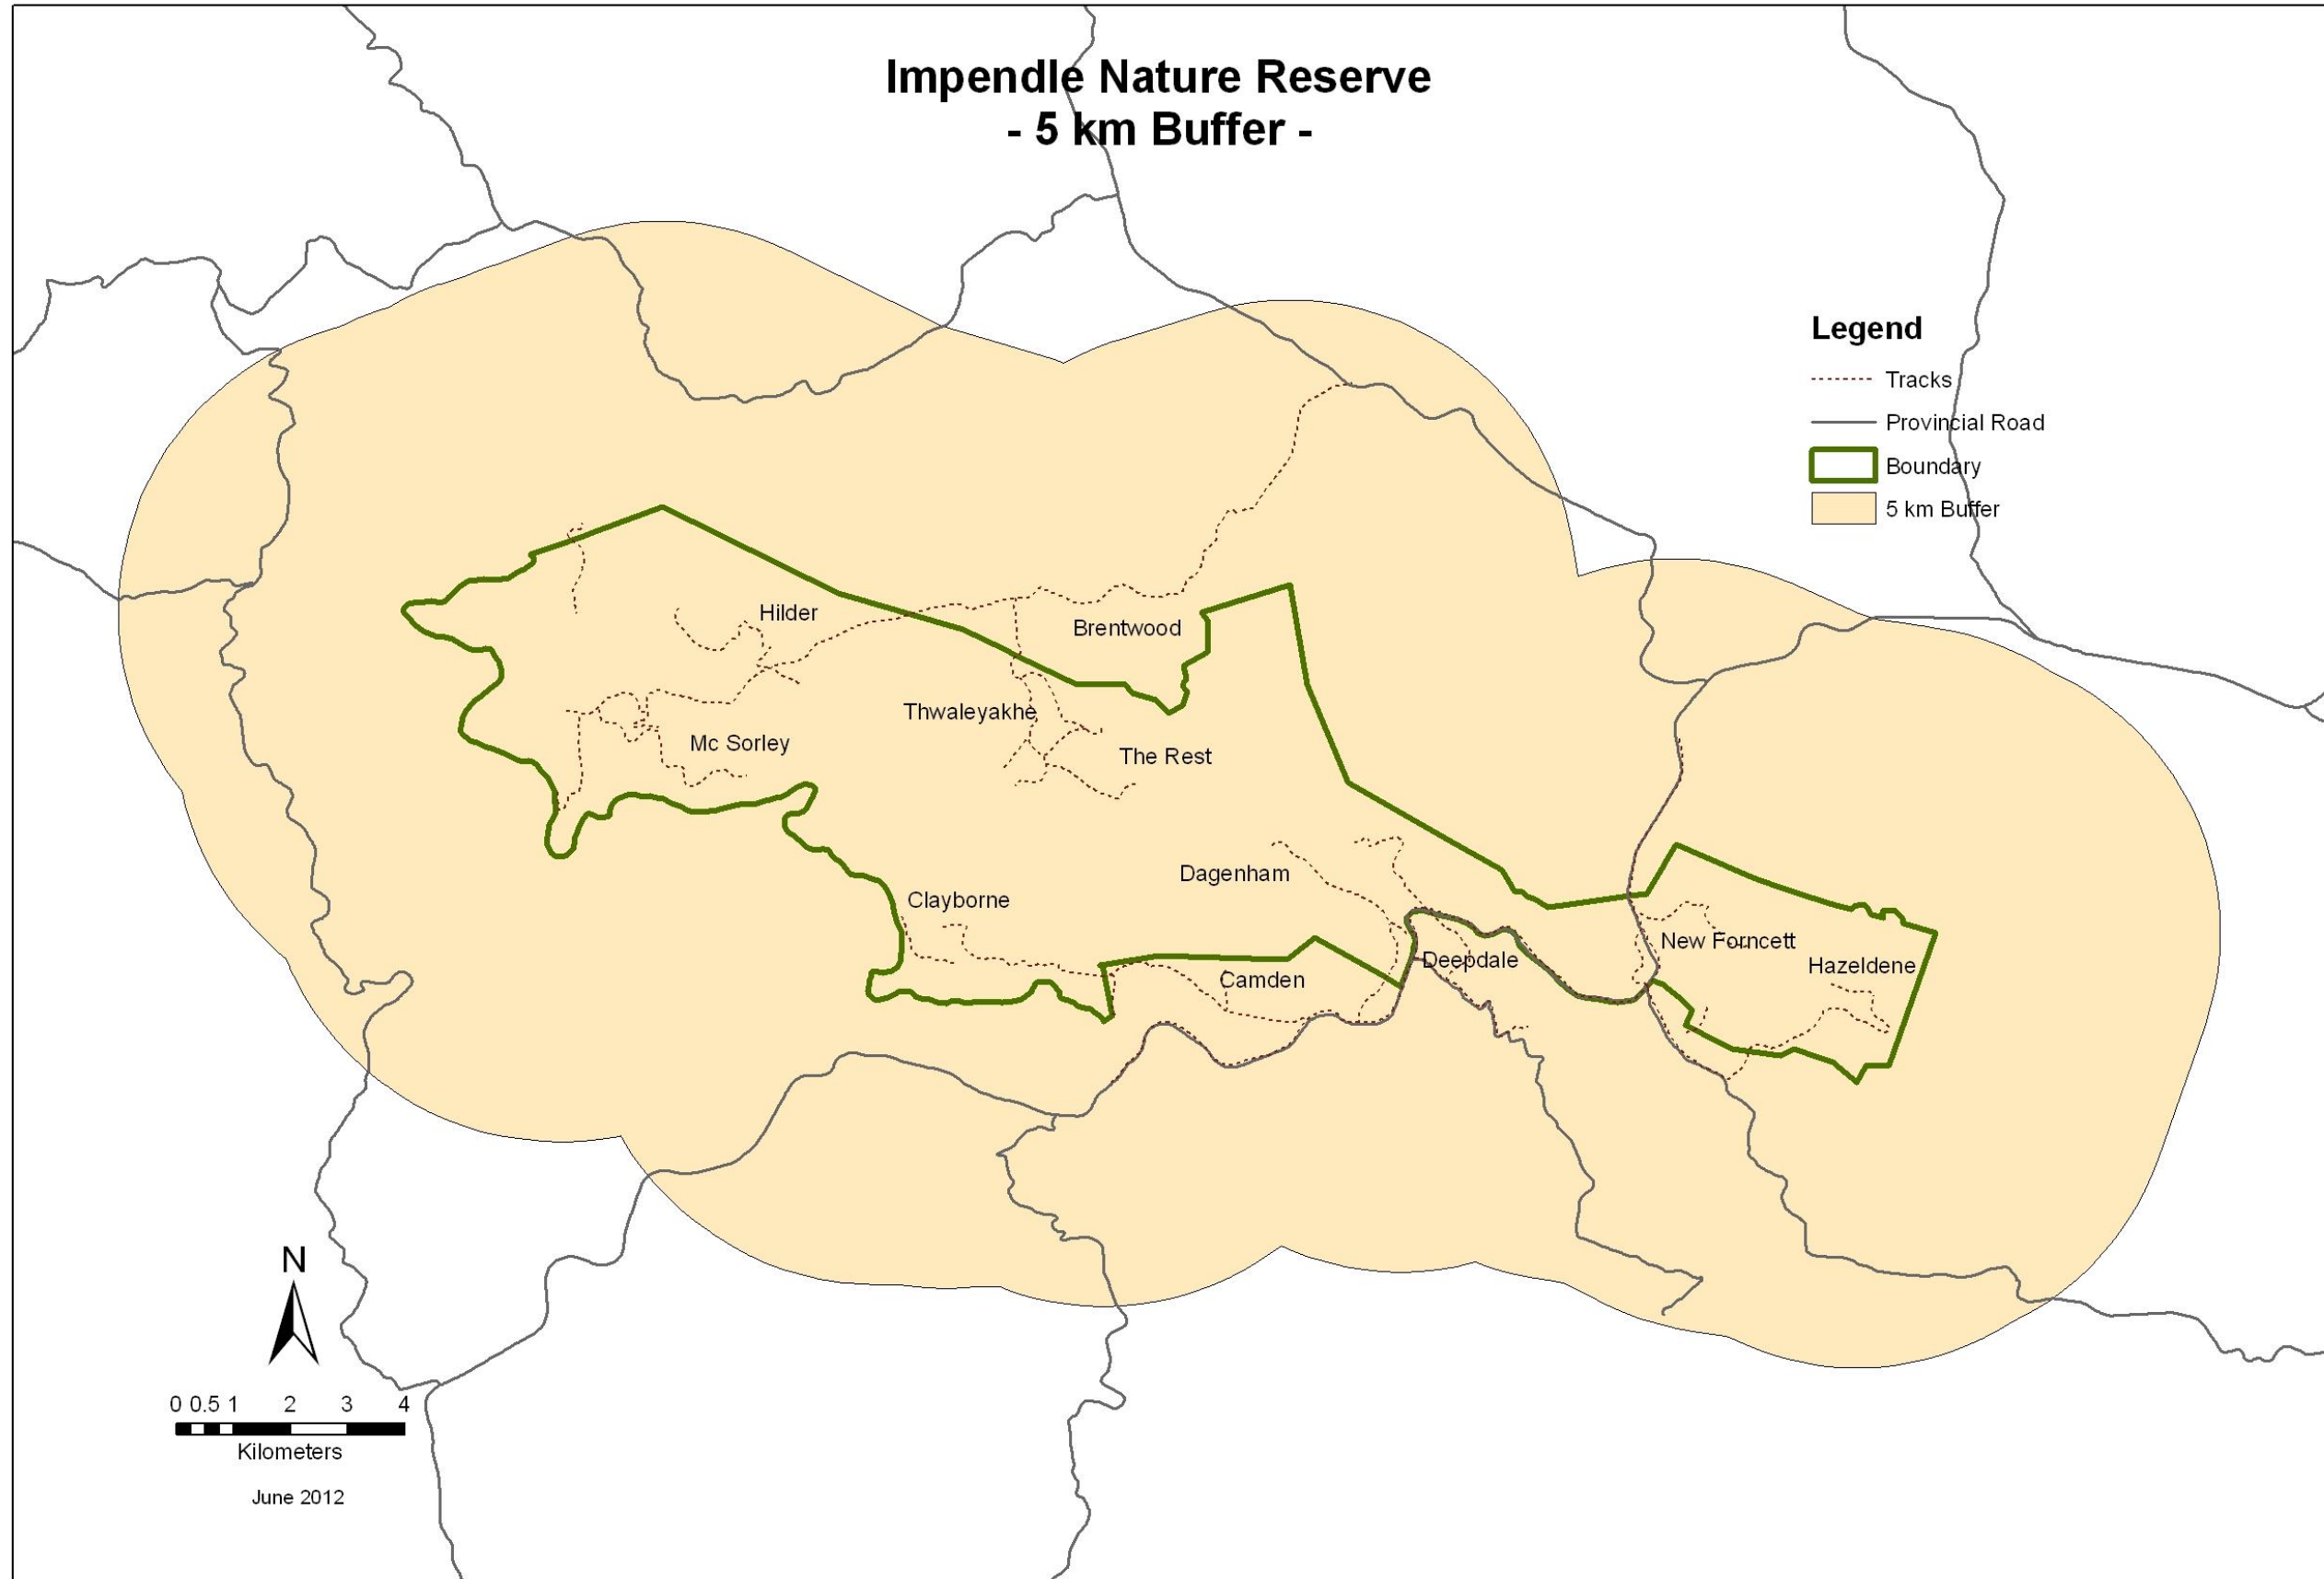 Impendle Nature Reserve
- 5 km Buffer -
Legend
Tracks
Provincial Road
Boundary
5 km Buffer
Hilder
Brentwood
Thwaleyakhe
Mc Sorley
The Rest
Dagenham
Clayborne
New Forncett
Deepdale
Hazeldene
Camden
N
0 0.5 1 2 3 4
Kilometers
June 2012